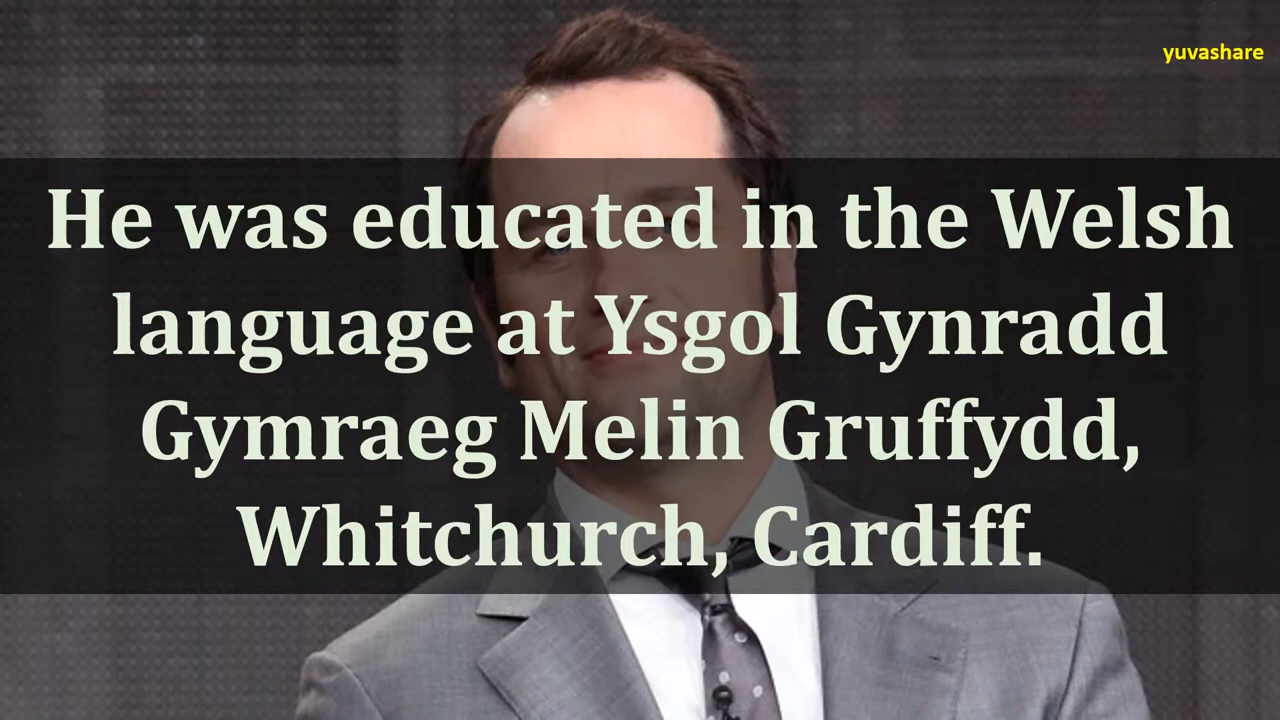 yuvashare
He was educated in the Welsh
language at Ysgol Gynradd
Gymraeg Melin Gruffydd,
Whitchurch, Cardiff.